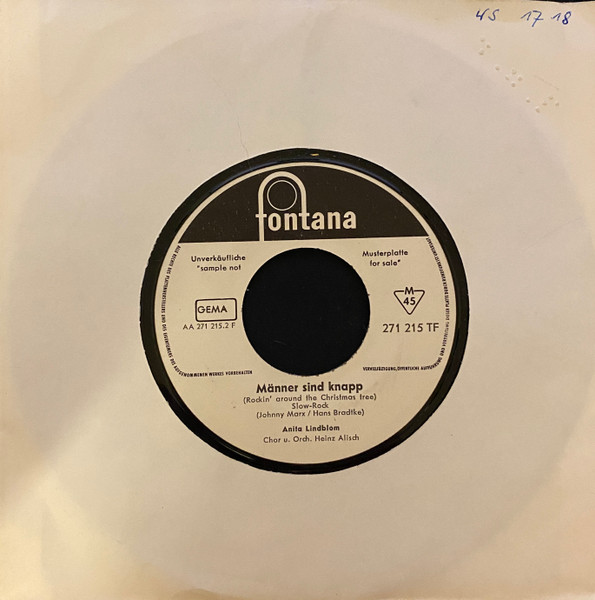 4S 17 18
fontana
Unverkäufliche Musterplatte
"sample not for sale"
GEMA
M
45
AA 271 215.2 F
271 215 TF
Männer sind knapp
(Rockin' around the Christmas tree)
Slow-Rock
(Johnny Marx / Hans Bradtke)
Anita Lindblom
Chor u. Orch. Heinz Alisch